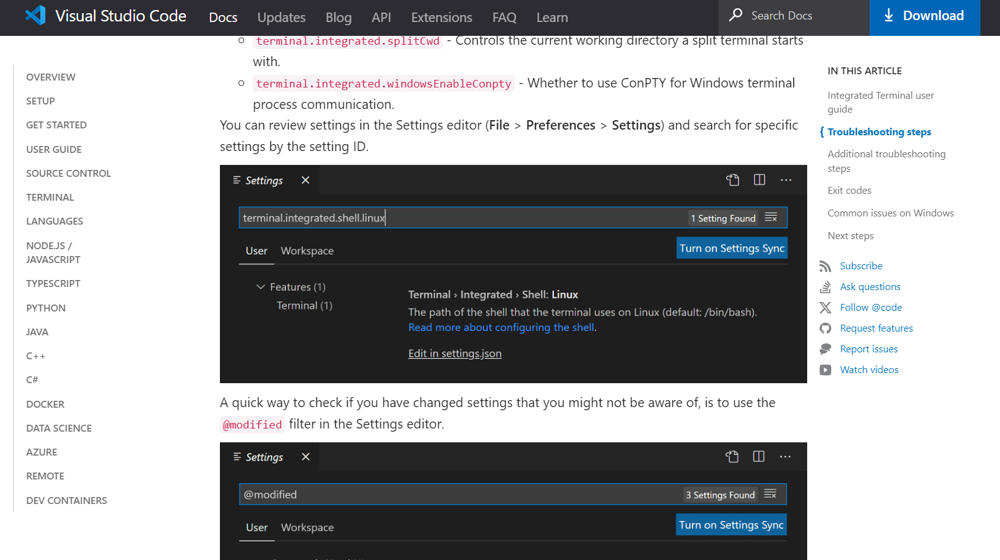 Visual Studio Code
Docs
Updates
Blog
API
Extensions
FAQ
Learn
Search Docs
Download
OVERVIEW
SETUP
GET STARTED
USER GUIDE
SOURCE CONTROL
TERMINAL
LANGUAGES
NODE.JS /
JAVASCRIPT
TYPESCRIPT
PYTHON
JAVA
C++
C#
DOCKER
DATA SCIENCE
AZURE
REMOTE
DEV CONTAINERS
terminal.integrated.splitCwd - Controls the current working directory a split terminal starts
with.
terminal.integrated.windowsEnableConpty - Whether to use ConPTY for Windows terminal
process communication.
You can review settings in the Settings editor (File > Preferences > Settings) and search for specific
settings by the setting ID.
Settings
terminal.integrated.shell.linux
1 Setting Found
User
Workspace
Turn on Settings Sync
Features (1)
Terminal (1)
Terminal › Integrated › Shell: Linux
The path of the shell that the terminal uses on Linux (default: /bin/bash).
Read more about configuring the shell.
Edit in settings.json
A quick way to check if you have changed settings that you might not be aware of, is to use the
@modified filter in the Settings editor.
Settings
@modified
3 Settings Found
User
Workspace
Turn on Settings Sync
IN THIS ARTICLE
Integrated Terminal user
guide
{ Troubleshooting steps
Additional troubleshooting
steps
Exit codes
Common issues on Windows
Next steps
Subscribe
Ask questions
Follow @code
Request features
Report issues
Watch videos